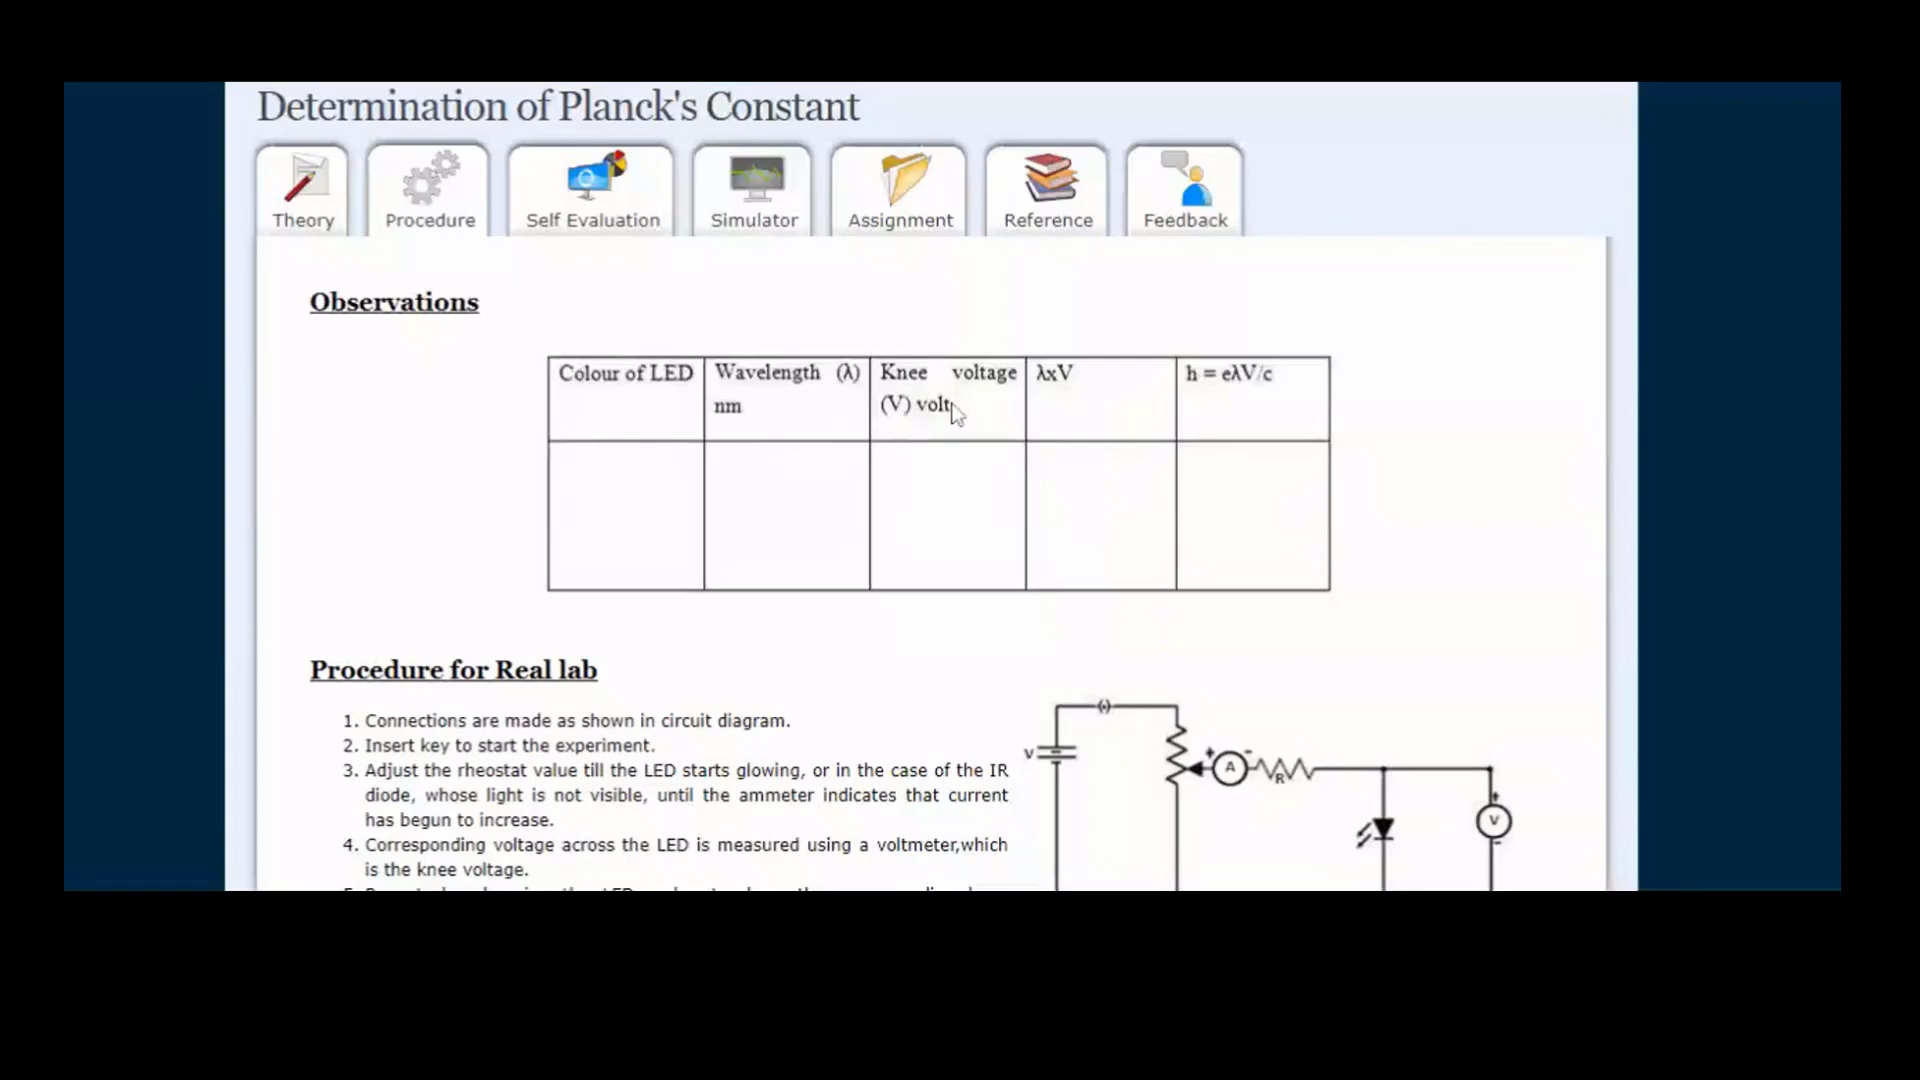 Determination of Planck's Constant
Theory
Procedure
Self Evaluation
Simulator
Assignment
Reference
Feedback
Observations
Colour of LED
Wavelength (λ)
nm
Knee voltage
(V) volt
λxV
h = eλV/c
Procedure for Real lab
1. Connections are made as shown in circuit diagram.
2. Insert key to start the experiment.
3. Adjust the rheostat value till the LED starts glowing, or in the case of the IR
diode, whose light is not visible, until the ammeter indicates that current
has begun to increase.
4. Corresponding voltage across the LED is measured using a voltmeter,which
is the knee voltage.
V
+
A
-
R
+
V
-